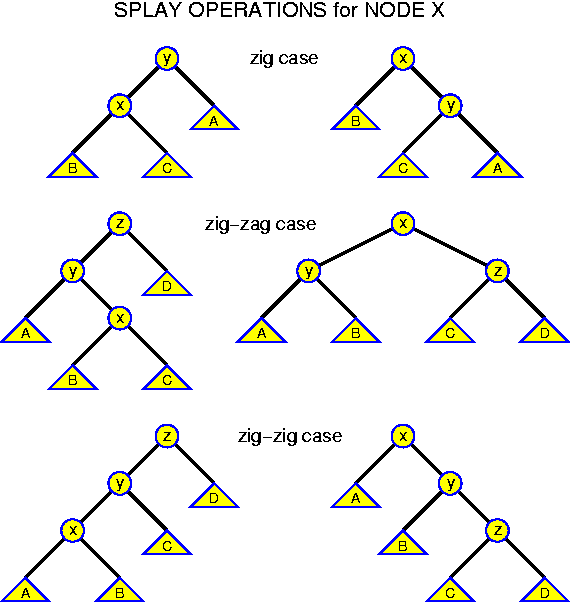 SPLAY OPERATIONS for NODE X
y zig case x
x A B y
B C C A
z zig-zag case x
y D y z
A x A B C D
B C
z zig-zig case x
y D A y
x C B z
A B C D